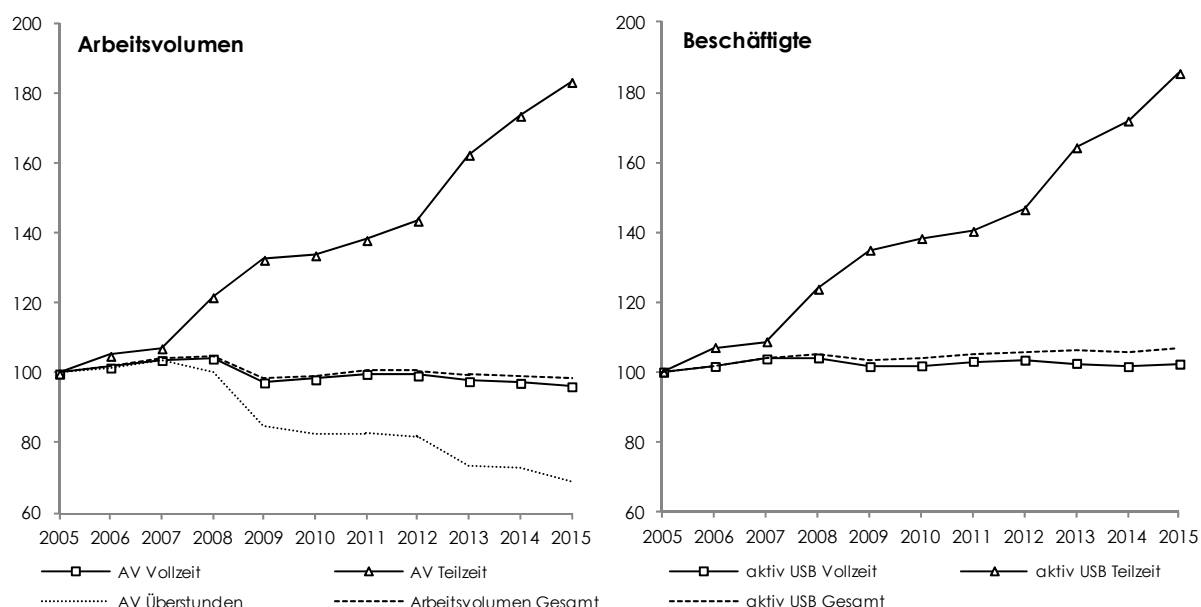 Arbeitsvolumen
200
180
160
140
120
100
80
60
2005 2006 2007 2008 2009 2010 2011 2012 2013 2014 2015
AV Vollzeit AV Teilzeit
AV Überstunden Arbeitsvolumen Gesamt
Beschäftigte
200
180
160
140
120
100
80
60
2005 2006 2007 2008 2009 2010 2011 2012 2013 2014 2015
aktiv USB Vollzeit aktiv USB Teilzeit
aktiv USB Gesamt